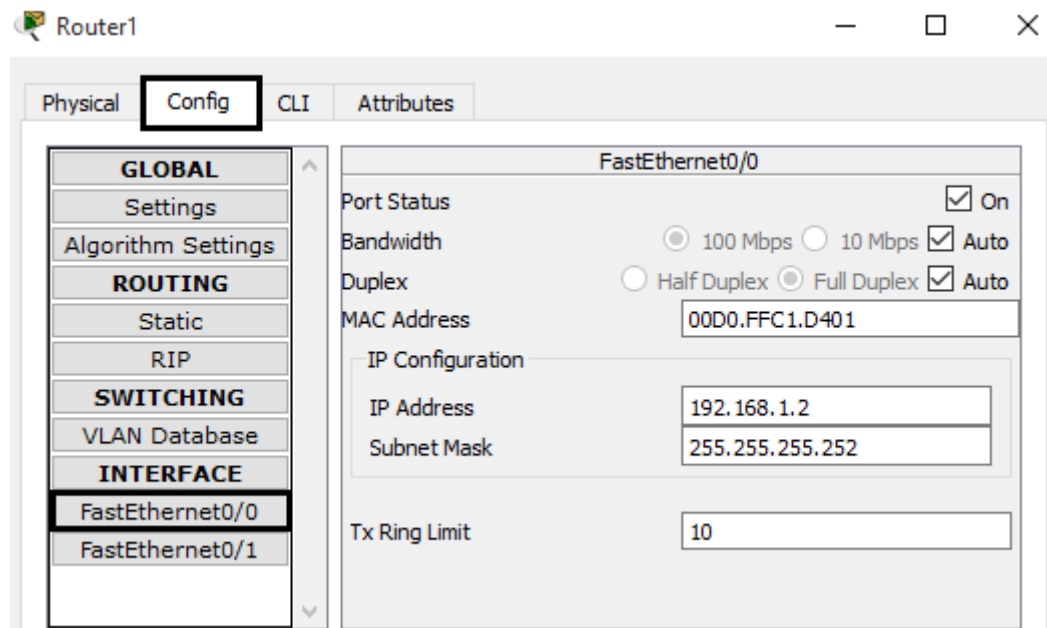 Router1
Physical Config CLI Attributes
GLOBAL
Settings
Algorithm Settings
ROUTING
Static
RIP
SWITCHING
VLAN Database
INTERFACE
FastEthernet0/0
FastEthernet0/1
FastEthernet0/0
Port Status On
Bandwidth 100 Mbps 10 Mbps Auto
Duplex Half Duplex Full Duplex Auto
MAC Address 00D0.FFC1.D401
IP Configuration
IP Address 192.168.1.2
Subnet Mask 255.255.255.252
Tx Ring Limit 10